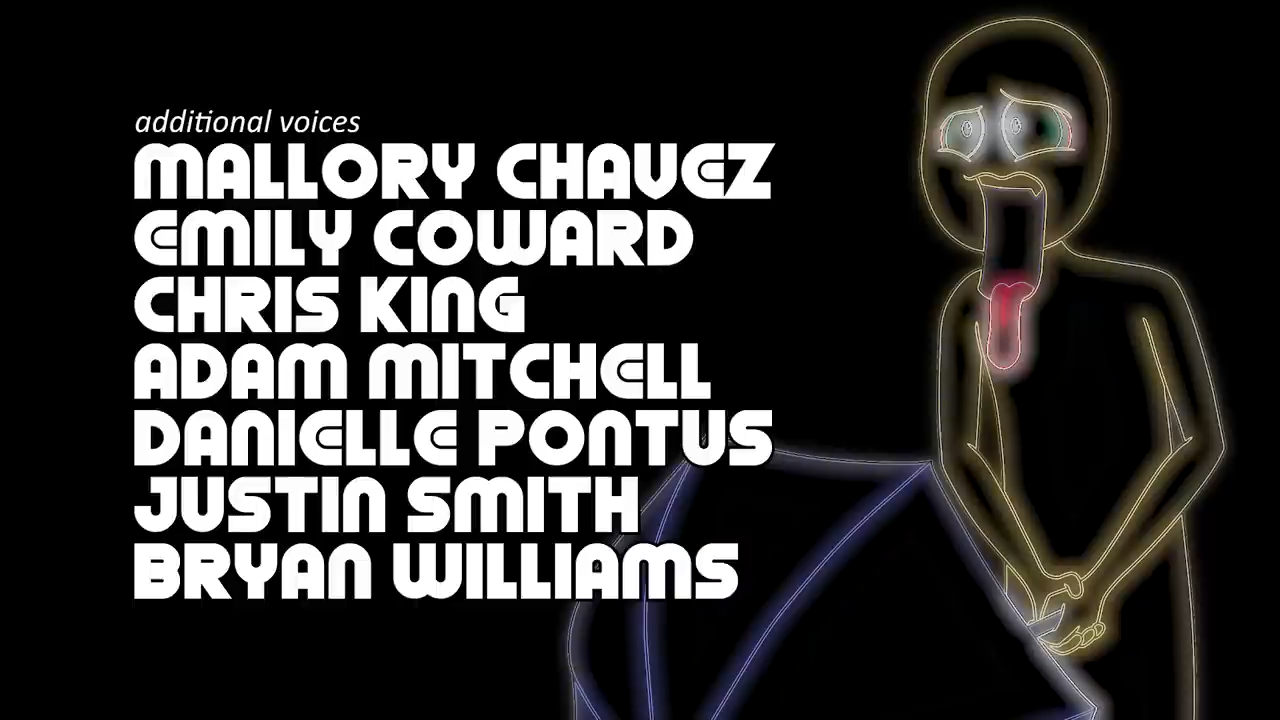 additional voices
MALLORY CHAVEZ
EMILY COWARD
CHRIS KING
ADAM MITCHELL
DANIELLE PONTUS
JUSTIN SMITH
BRYAN WILLIAMS